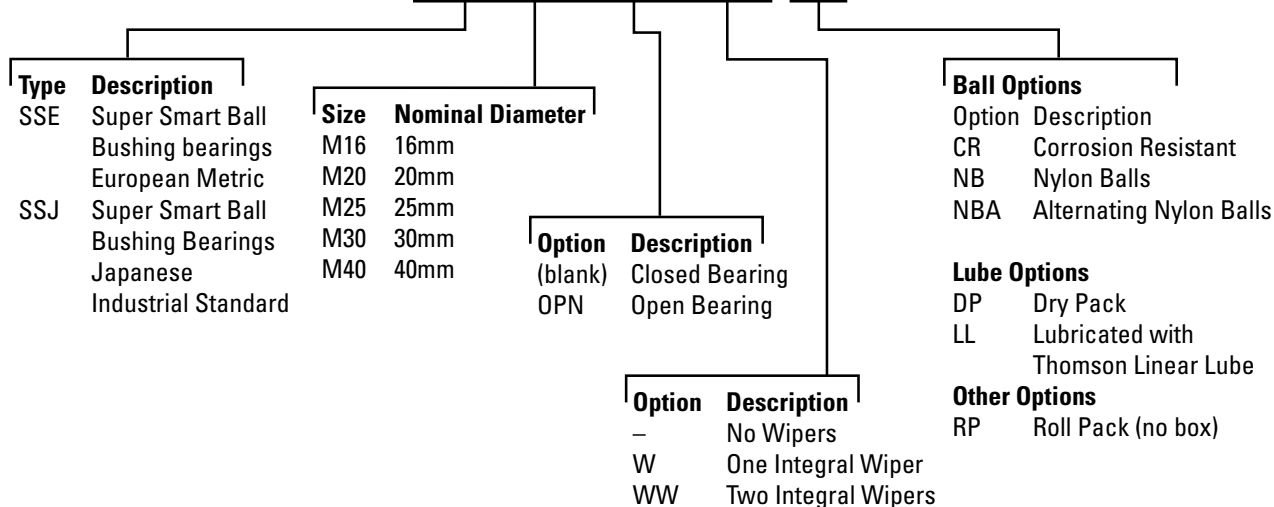 Type Description
SSE Super Smart Ball
Bushing bearings
European Metric
SSJ Super Smart Ball
Bushing Bearings
Japanese
Industrial Standard
Size Nominal Diameter
M16 16mm
M20 20mm
M25 25mm
M30 30mm
M40 40mm
Option Description
(blank) Closed Bearing
OPN Open Bearing
Option Description
– No Wipers
W One Integral Wiper
WW Two Integral Wipers
Ball Options
Option Description
CR Corrosion Resistant
NB Nylon Balls
NBA Alternating Nylon Balls
Lube Options
DP Dry Pack
LL Lubricated with
Thomson Linear Lube
Other Options
RP Roll Pack (no box)